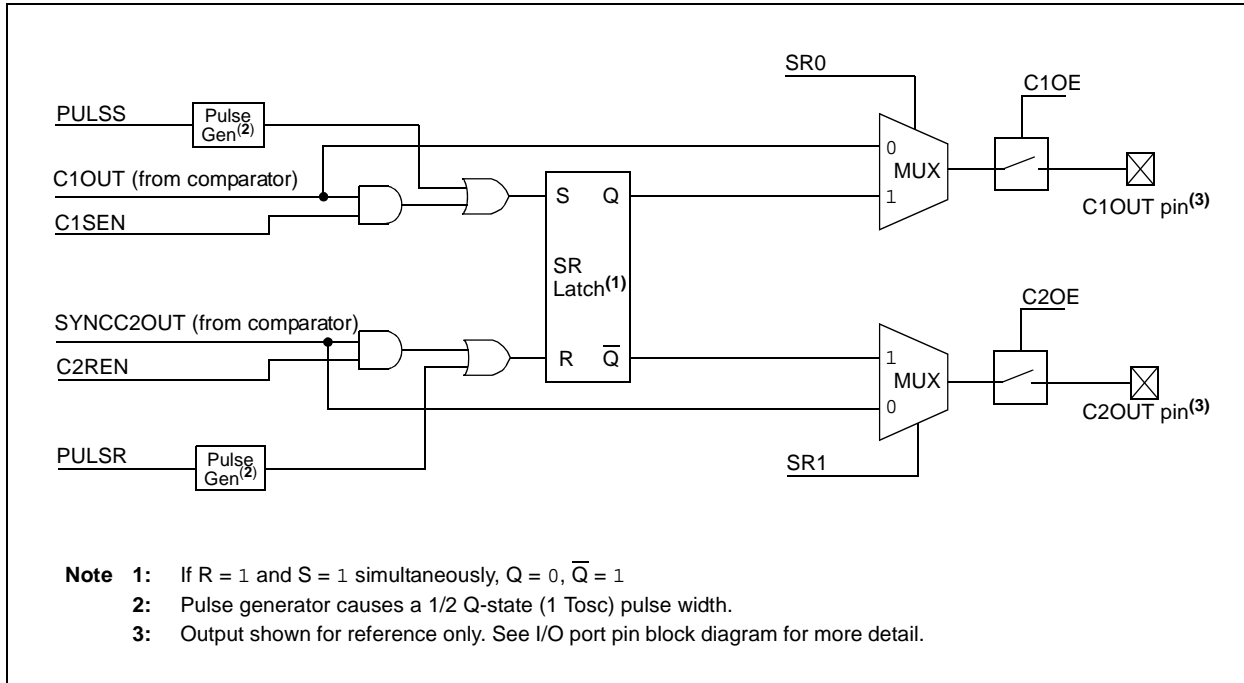 SR0
C1OE
PULSS
Pulse
Gen(2)
0
MUX
1
C1OUT (from comparator)
C1SEN
C1OUT pin(3)
S Q
SR
Latch(1)
R Q̅
SYNCC2OUT (from comparator)
C2REN
C2OE
1
MUX
0
C2OUT pin(3)
PULSR
Pulse
Gen(2)
SR1
Note 1: If R = 1 and S = 1 simultaneously, Q = 0, Q̅ = 1
2: Pulse generator causes a 1/2 Q-state (1 Tosc) pulse width.
3: Output shown for reference only. See I/O port pin block diagram for more detail.